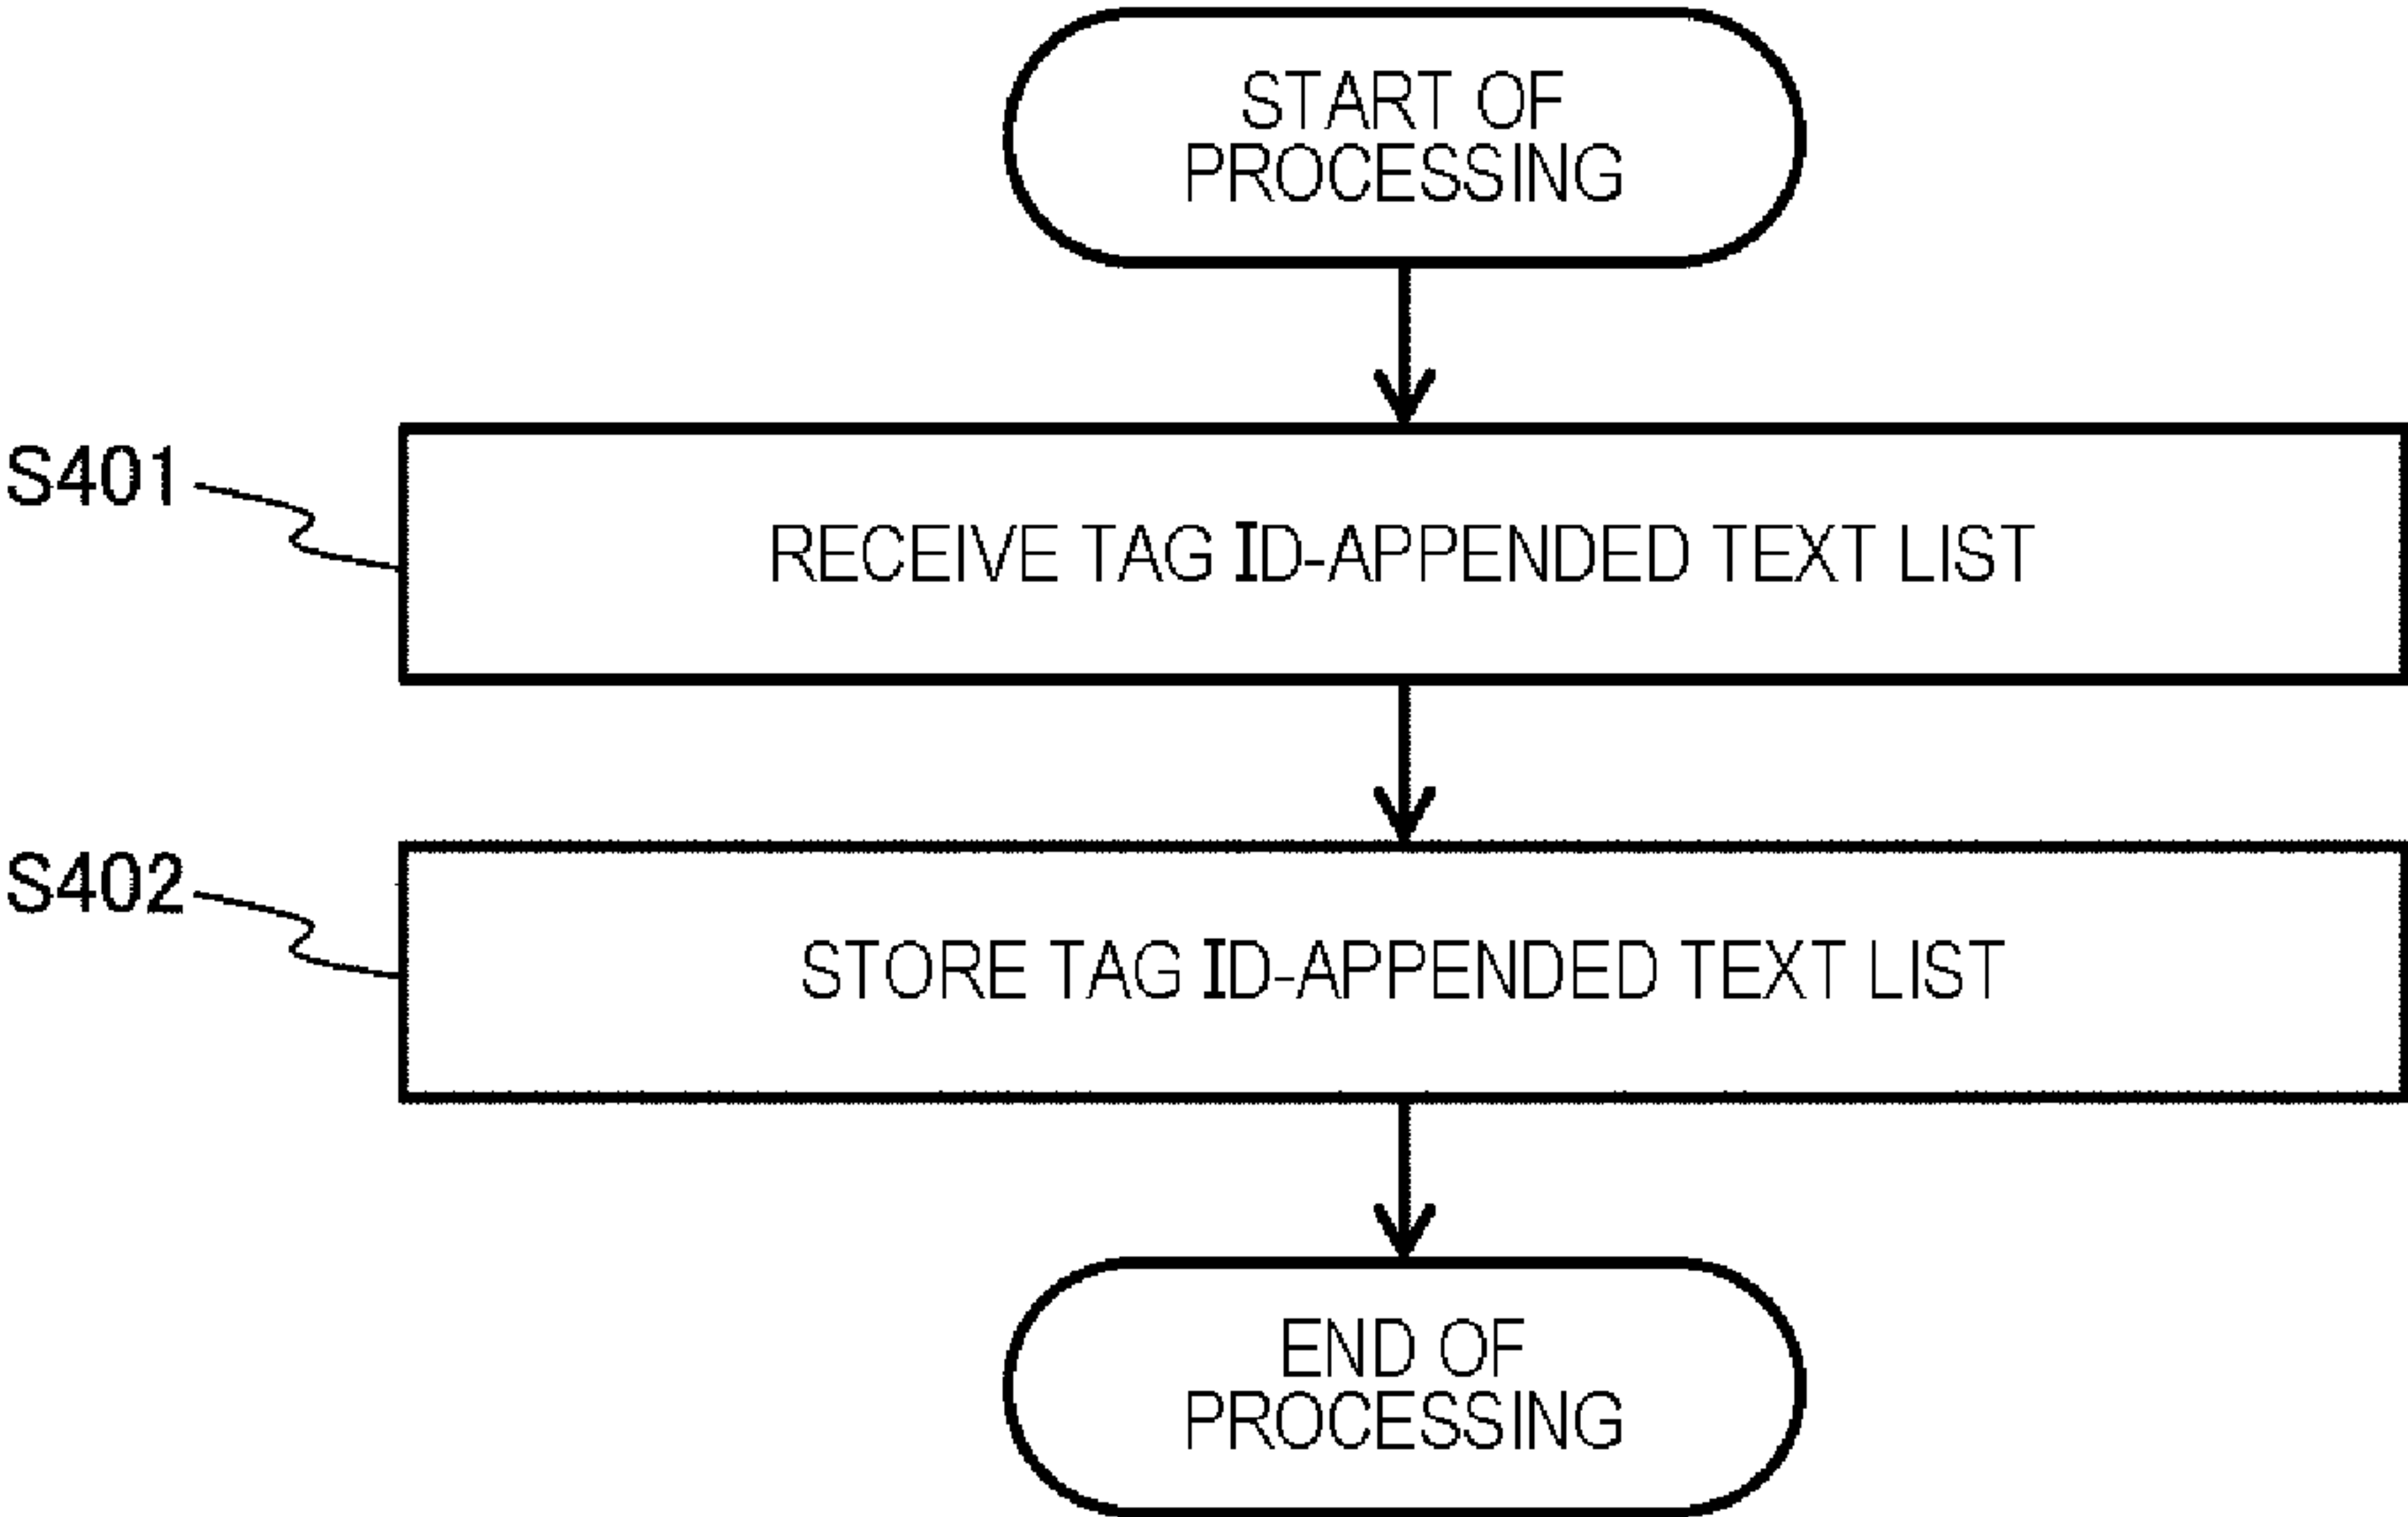 START OF
PROCESSING
S401
RECEIVE TAG ID-APPENDED TEXT LIST
S402
STORE TAG ID-APPENDED TEXT LIST
END OF
PROCESSING